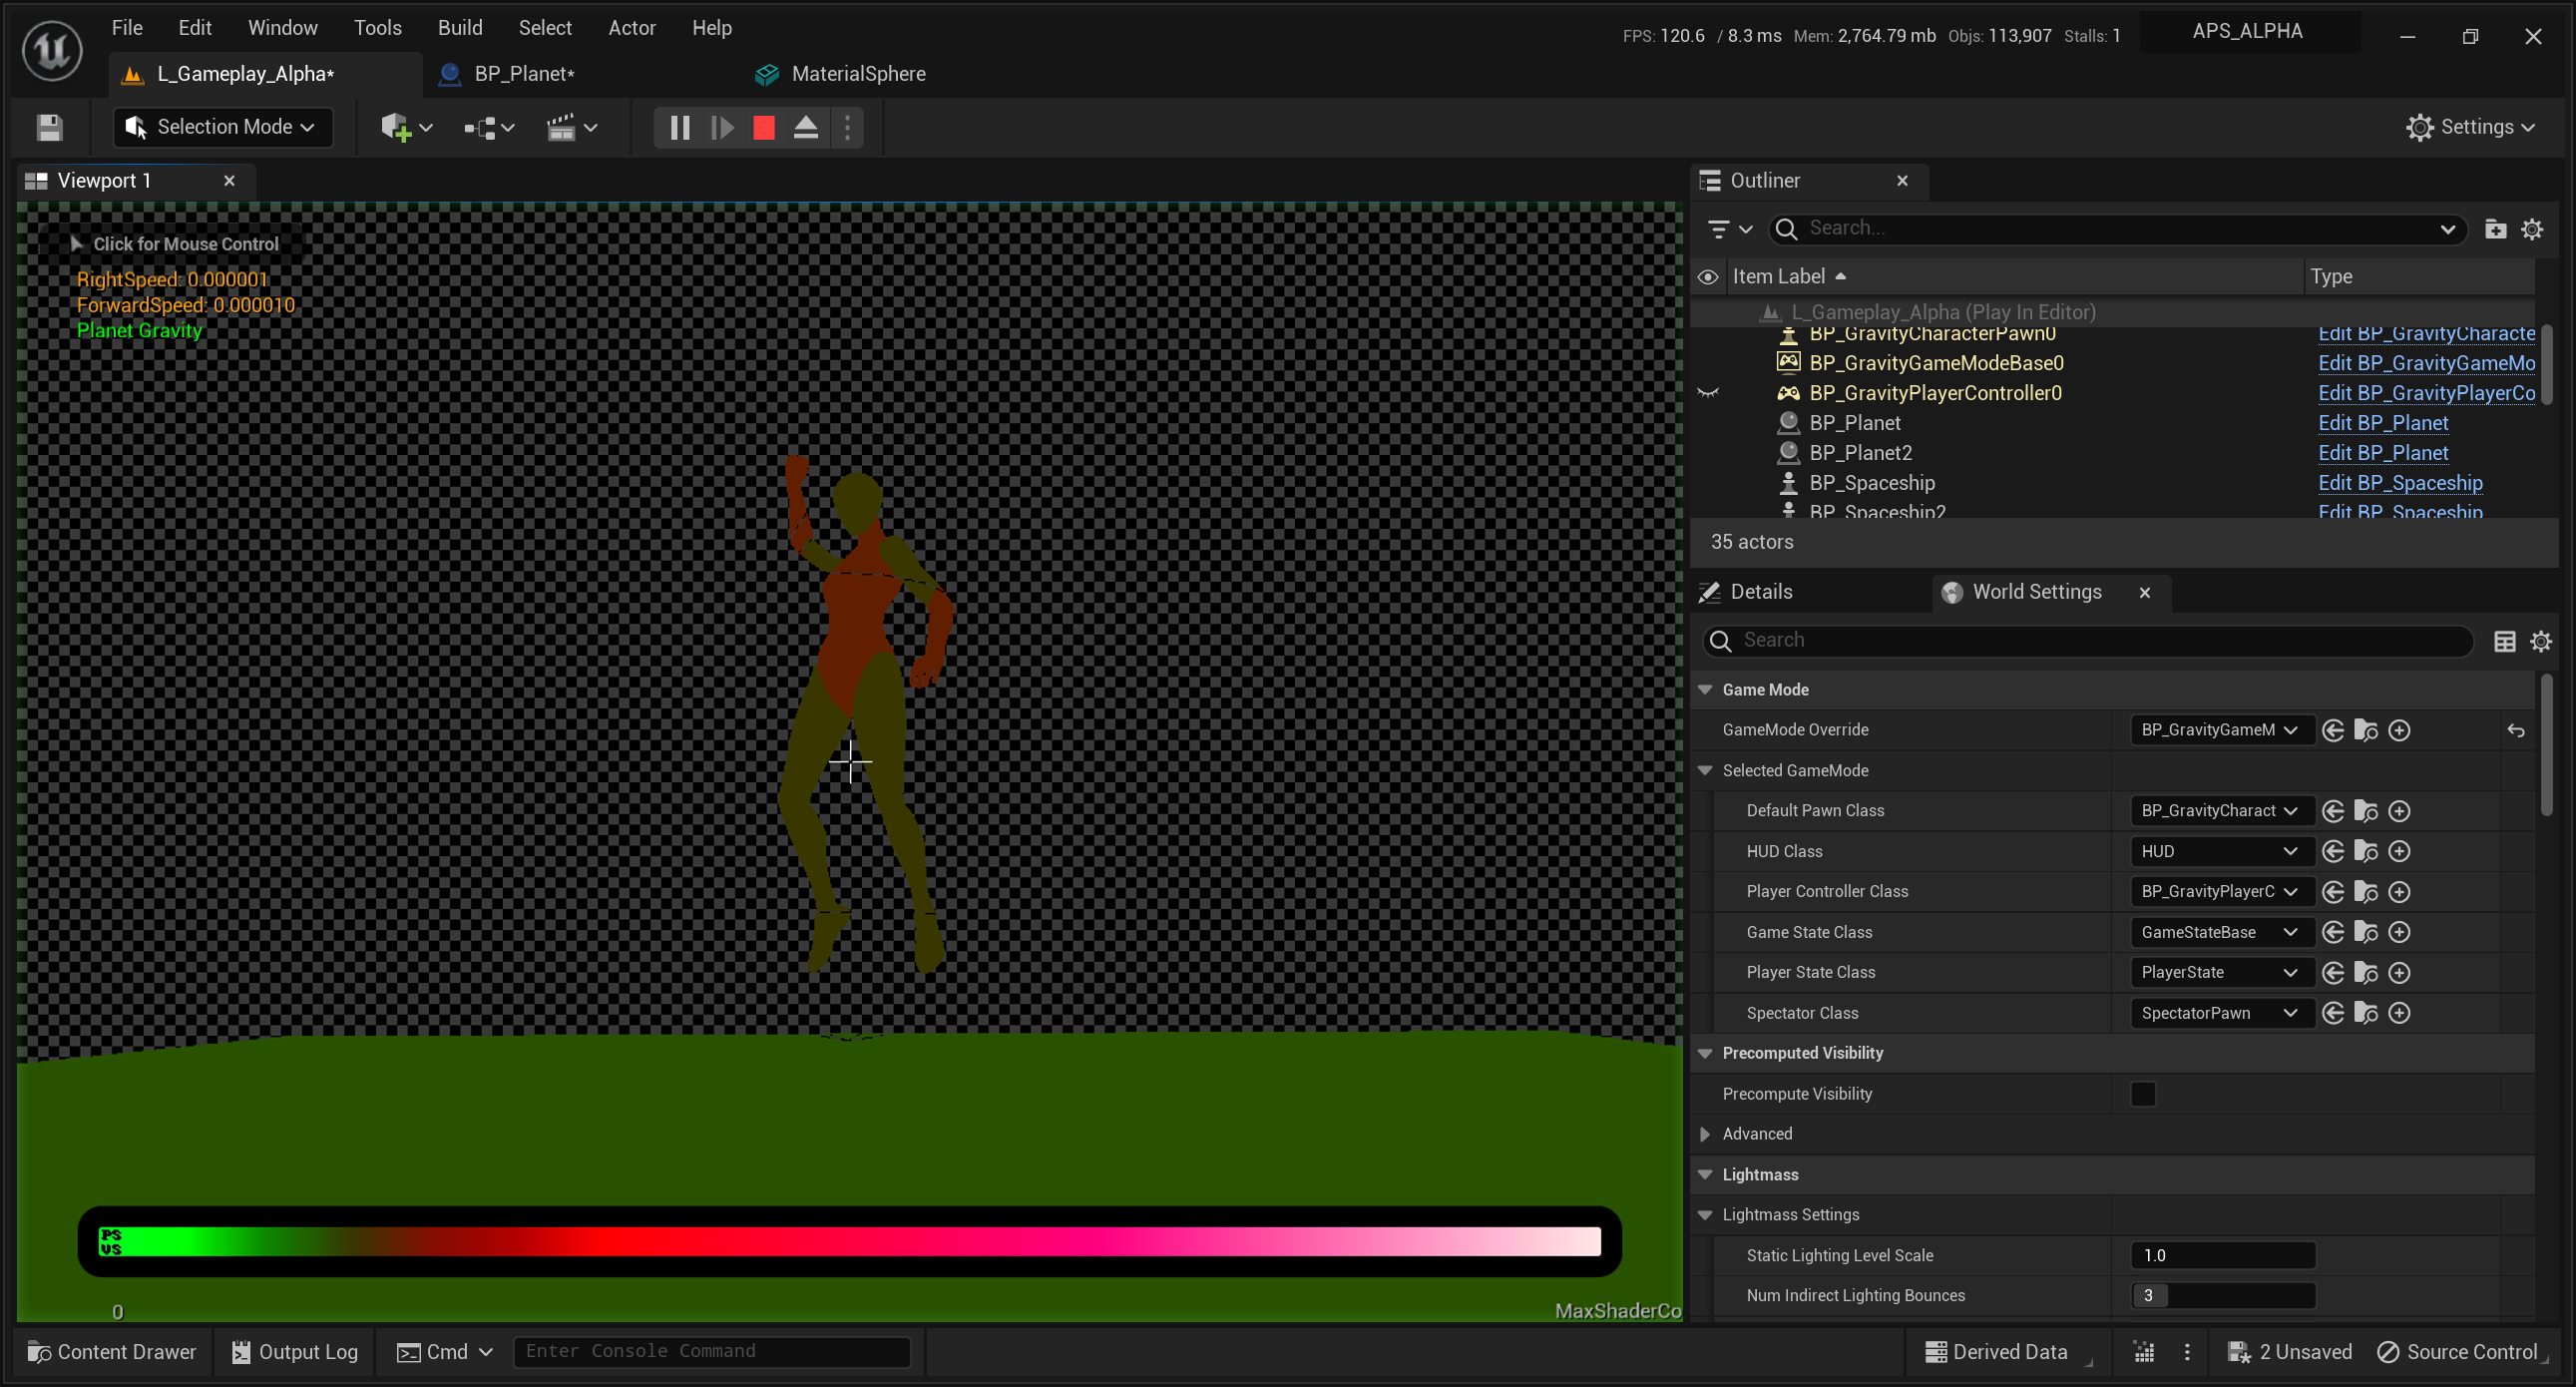 File Edit Window Tools Build Select Actor Help
FPS: 120.6 / 8.3 ms Mem: 2,764.79 mb Objs: 113,907 Stalls: 1
APS_ALPHA
L_Gameplay_Alpha*
BP_Planet*
MaterialSphere
Selection Mode
Settings
Viewport 1
Click for Mouse Control
RightSpeed: 0.000001
ForwardSpeed: 0.000010
Planet Gravity
PS
VS
0
MaxShaderCo
Outliner
Search...
Item Label Type
L_Gameplay_Alpha (Play In Editor)
BP_GravityCharacterPawn0 Edit BP_GravityCharacte
BP_GravityGameModeBase0 Edit BP_GravityGameMo
BP_GravityPlayerController0 Edit BP_GravityPlayerCo
BP_Planet Edit BP_Planet
BP_Planet2 Edit BP_Planet
BP_Spaceship Edit BP_Spaceship
BP_Spaceship2 Edit BP_Spaceship
35 actors
Details
World Settings
Search
Game Mode
GameMode Override BP_GravityGameM
Selected GameMode
Default Pawn Class BP_GravityCharact
HUD Class HUD
Player Controller Class BP_GravityPlayerC
Game State Class GameStateBase
Player State Class PlayerState
Spectator Class SpectatorPawn
Precomputed Visibility
Precompute Visibility
Advanced
Lightmass
Lightmass Settings
Static Lighting Level Scale 1.0
Num Indirect Lighting Bounces 3
Content Drawer Output Log Cmd Enter Console Command
Derived Data 2 Unsaved Source Control